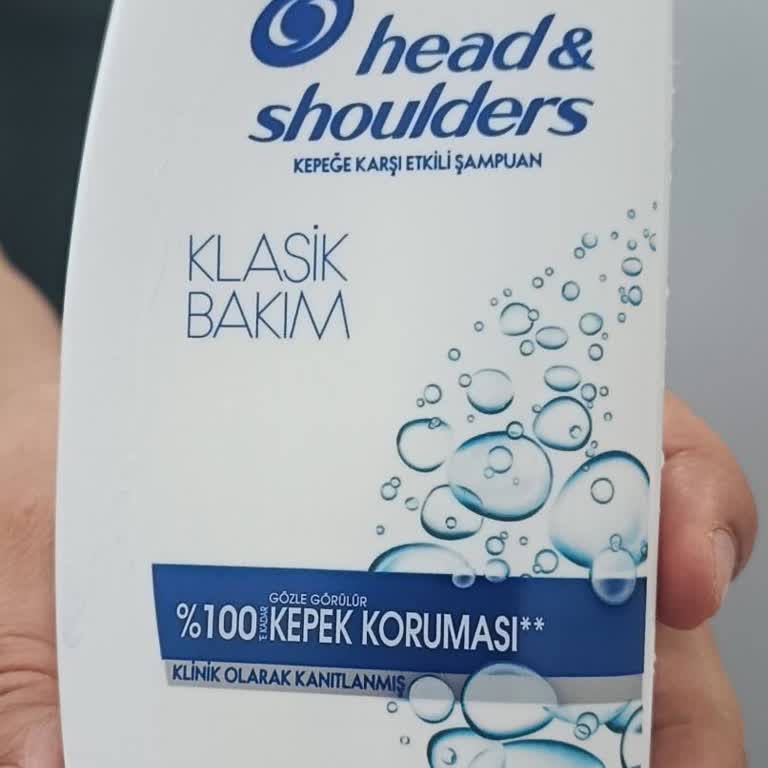 head &
shoulders
KEPEĞE KARŞI ETKİLİ ŞAMPUAN
KLASİK
BAKIM
GÖZLE GÖRÜLÜR
%100 'E KADAR KEPEK KORUMASI**
KLİNİK OLARAK KANITLANMIŞ